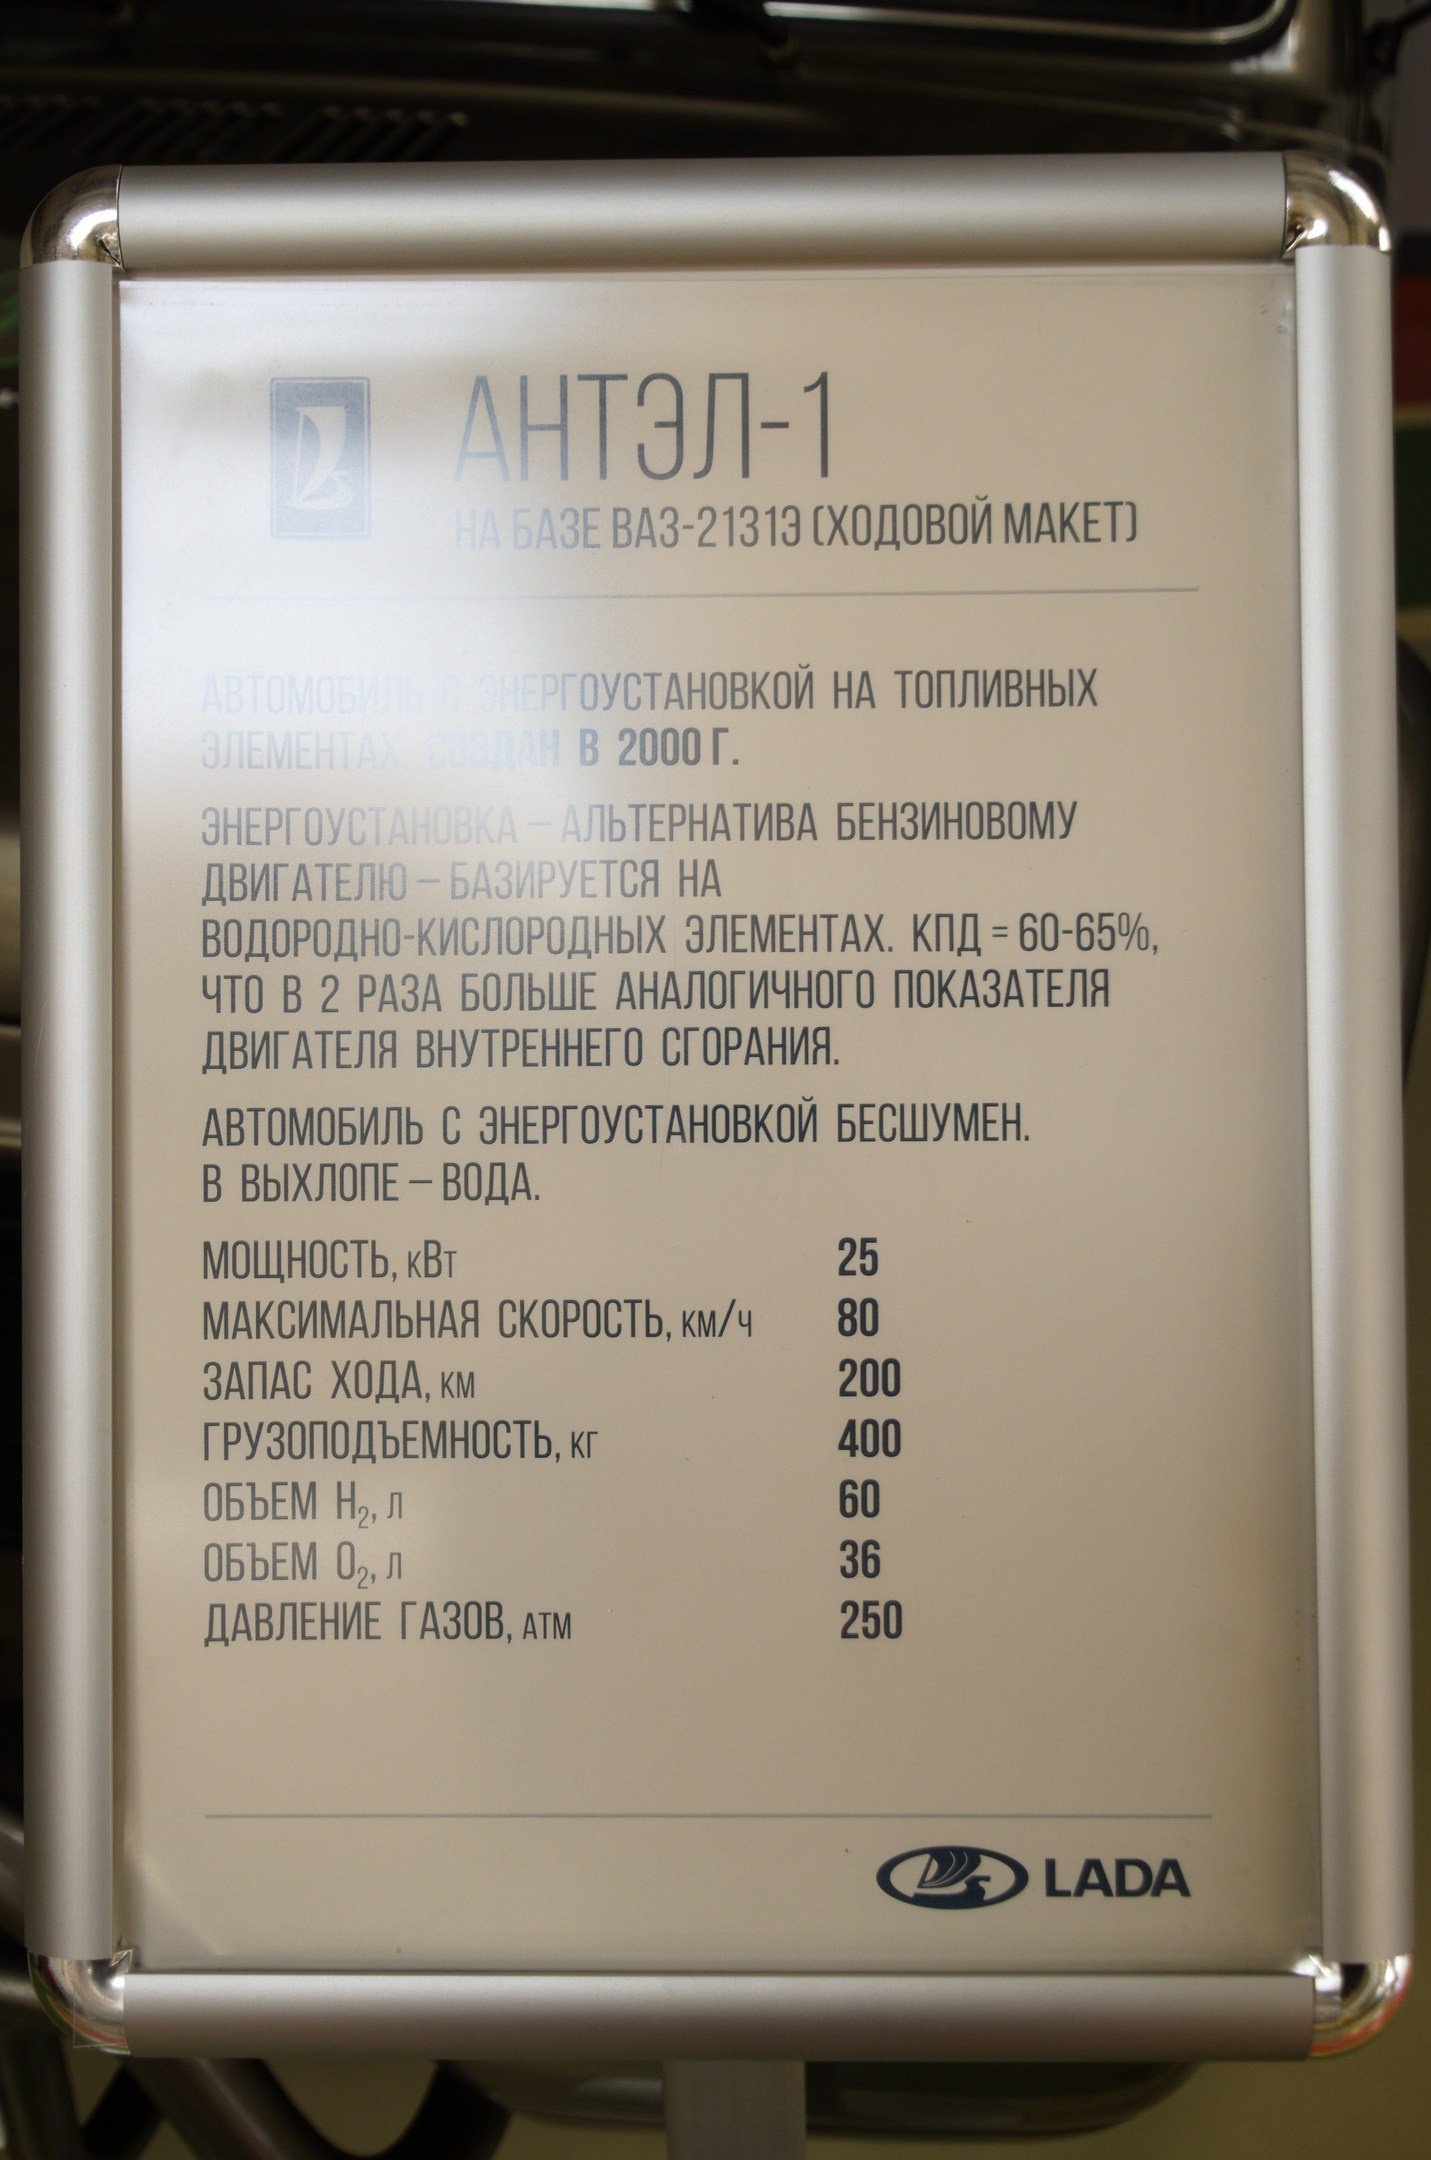 АНТЭЛ-1
НА БАЗЕ ВАЗ-2131Э (ХОДОВОЙ МАКЕТ)
АВТОМОБИЛЬ С ЭНЕРГОУСТАНОВКОЙ НА ТОПЛИВНЫХ
ЭЛЕМЕНТАХ. СОЗДАН В 2000 Г.
ЭНЕРГОУСТАНОВКА – АЛЬТЕРНАТИВА БЕНЗИНОВОМУ
ДВИГАТЕЛЮ – БАЗИРУЕТСЯ НА
ВОДОРОДНО-КИСЛОРОДНЫХ ЭЛЕМЕНТАХ. КПД = 60-65%,
ЧТО В 2 РАЗА БОЛЬШЕ АНАЛОГИЧНОГО ПОКАЗАТЕЛЯ
ДВИГАТЕЛЯ ВНУТРЕННЕГО СГОРАНИЯ.
АВТОМОБИЛЬ С ЭНЕРГОУСТАНОВКОЙ БЕСШУМЕН.
В ВЫХЛОПЕ – ВОДА.
МОЩНОСТЬ, кВт 25
МАКСИМАЛЬНАЯ СКОРОСТЬ, км/ч 80
ЗАПАС ХОДА, км 200
ГРУЗОПОДЪЕМНОСТЬ, кг 400
ОБЪЕМ H₂, л 60
ОБЪЕМ O₂, л 36
ДАВЛЕНИЕ ГАЗОВ, атм 250
LADA